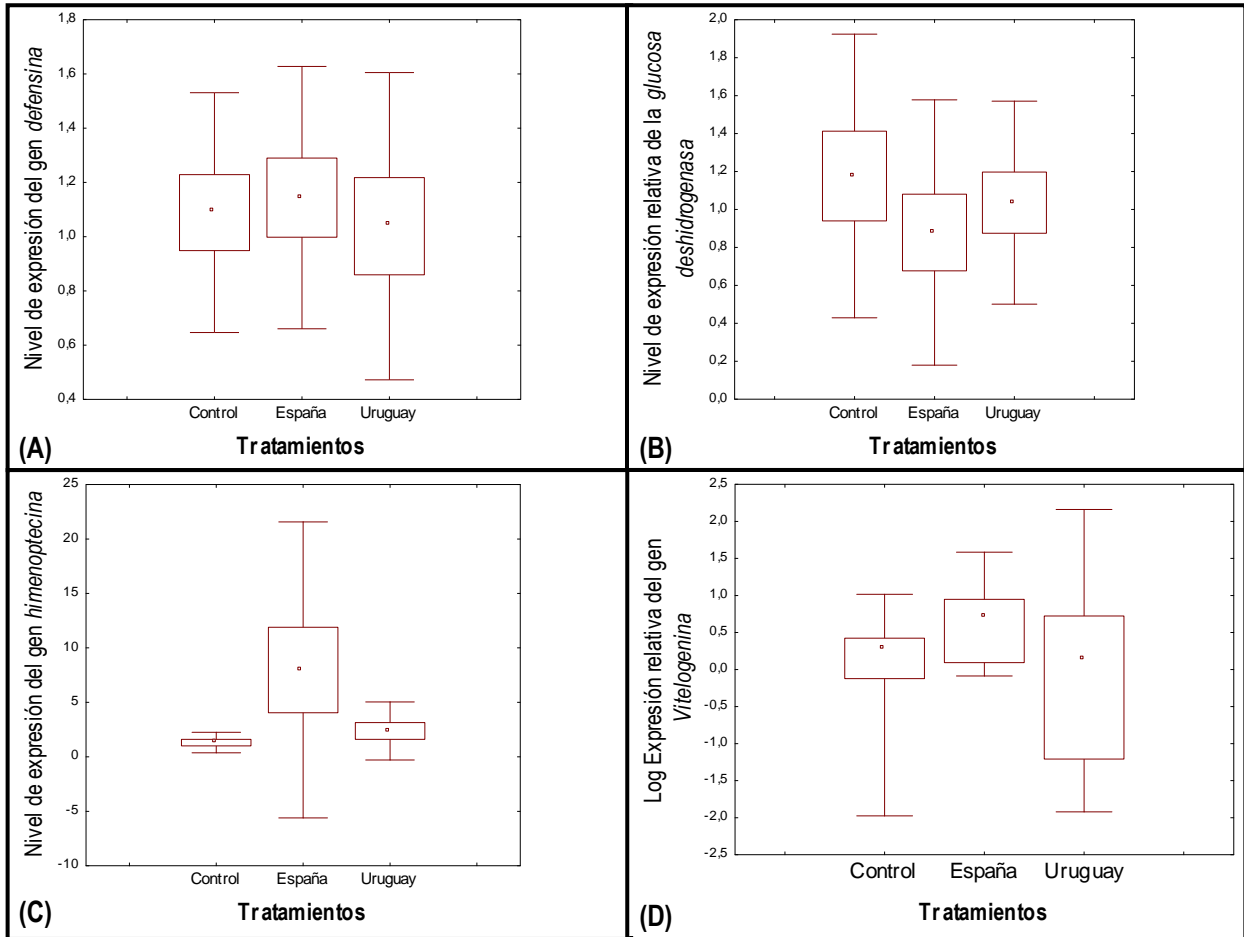 Nivel de expresión del gen defensina
1,8
1,6
1,4
1,2
1,0
0,8
0,6
0,4
Control España Uruguay
Tratamientos
(A)
Nivel de expresión relativa de la glucosa
deshidrogenasa
2,0
1,8
1,6
1,4
1,2
1,0
0,8
0,6
0,4
0,2
0,0
Control España Uruguay
Tratamientos
(B)
Nivel de expresión del gen himenoptecina
25
20
15
10
5
0
-5
-10
Control España Uruguay
Tratamientos
(C)
Log Expresión relativa del gen
Vitelogenina
2,5
2,0
1,5
1,0
0,5
0,0
-0,5
-1,0
-1,5
-2,0
-2,5
Control España Uruguay
Tratamientos
(D)